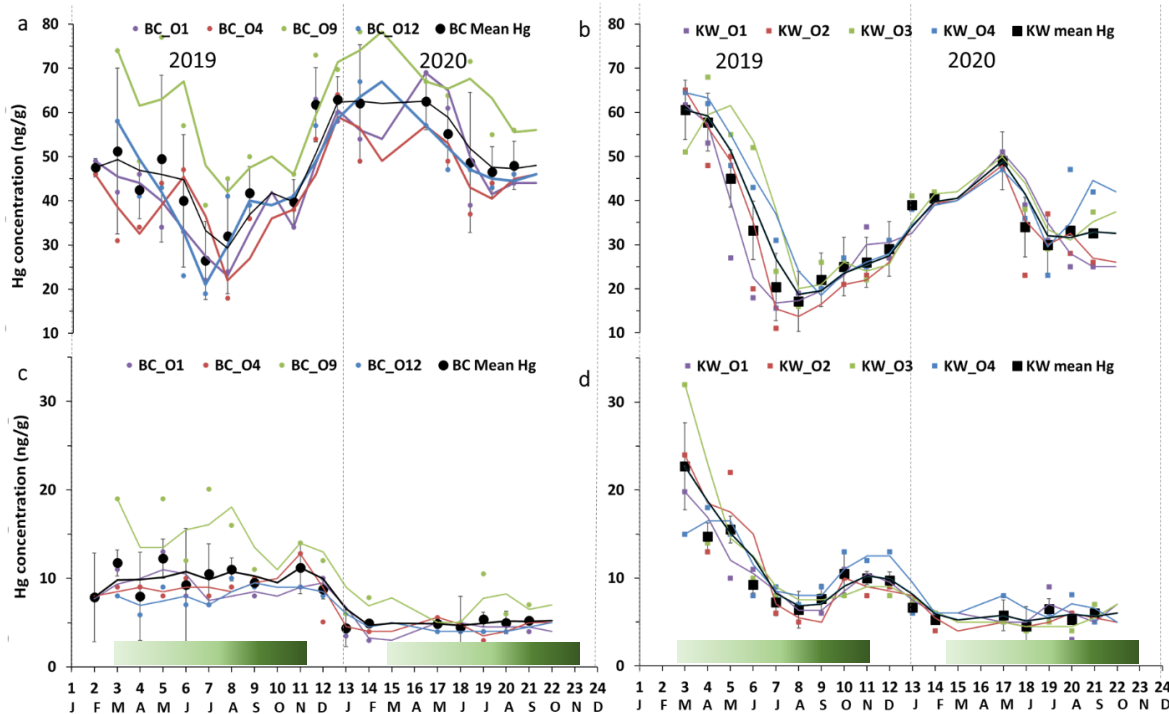 a
BC_O1 BC_O4 BC_O9 BC_O12 BC Mean Hg
2019 2020
Hg concentration (ng/g)
80
70
60
50
40
30
20
10
b
KW_O1 KW_O2 KW_O3 KW_O4 KW mean Hg
2019 2020
80
70
60
50
40
30
20
10
c
BC_O1 BC_O4 BC_O9 BC_O12 BC Mean Hg
Hg concentration (ng/g)
30
20
10
0
1 2 3 4 5 6 7 8 9 10 11 12 13 14 15 16 17 18 19 20 21 22 23 24
J F M A M J J A S O N D J F M A M J J A S O N D
d
KW_O1 KW_O2 KW_O3 KW_O4 KW mean Hg
30
20
10
0
1 2 3 4 5 6 7 8 9 10 11 12 13 14 15 16 17 18 19 20 21 22 23 24
J F M A M J J A S O N D J F M A M J J A S O N D